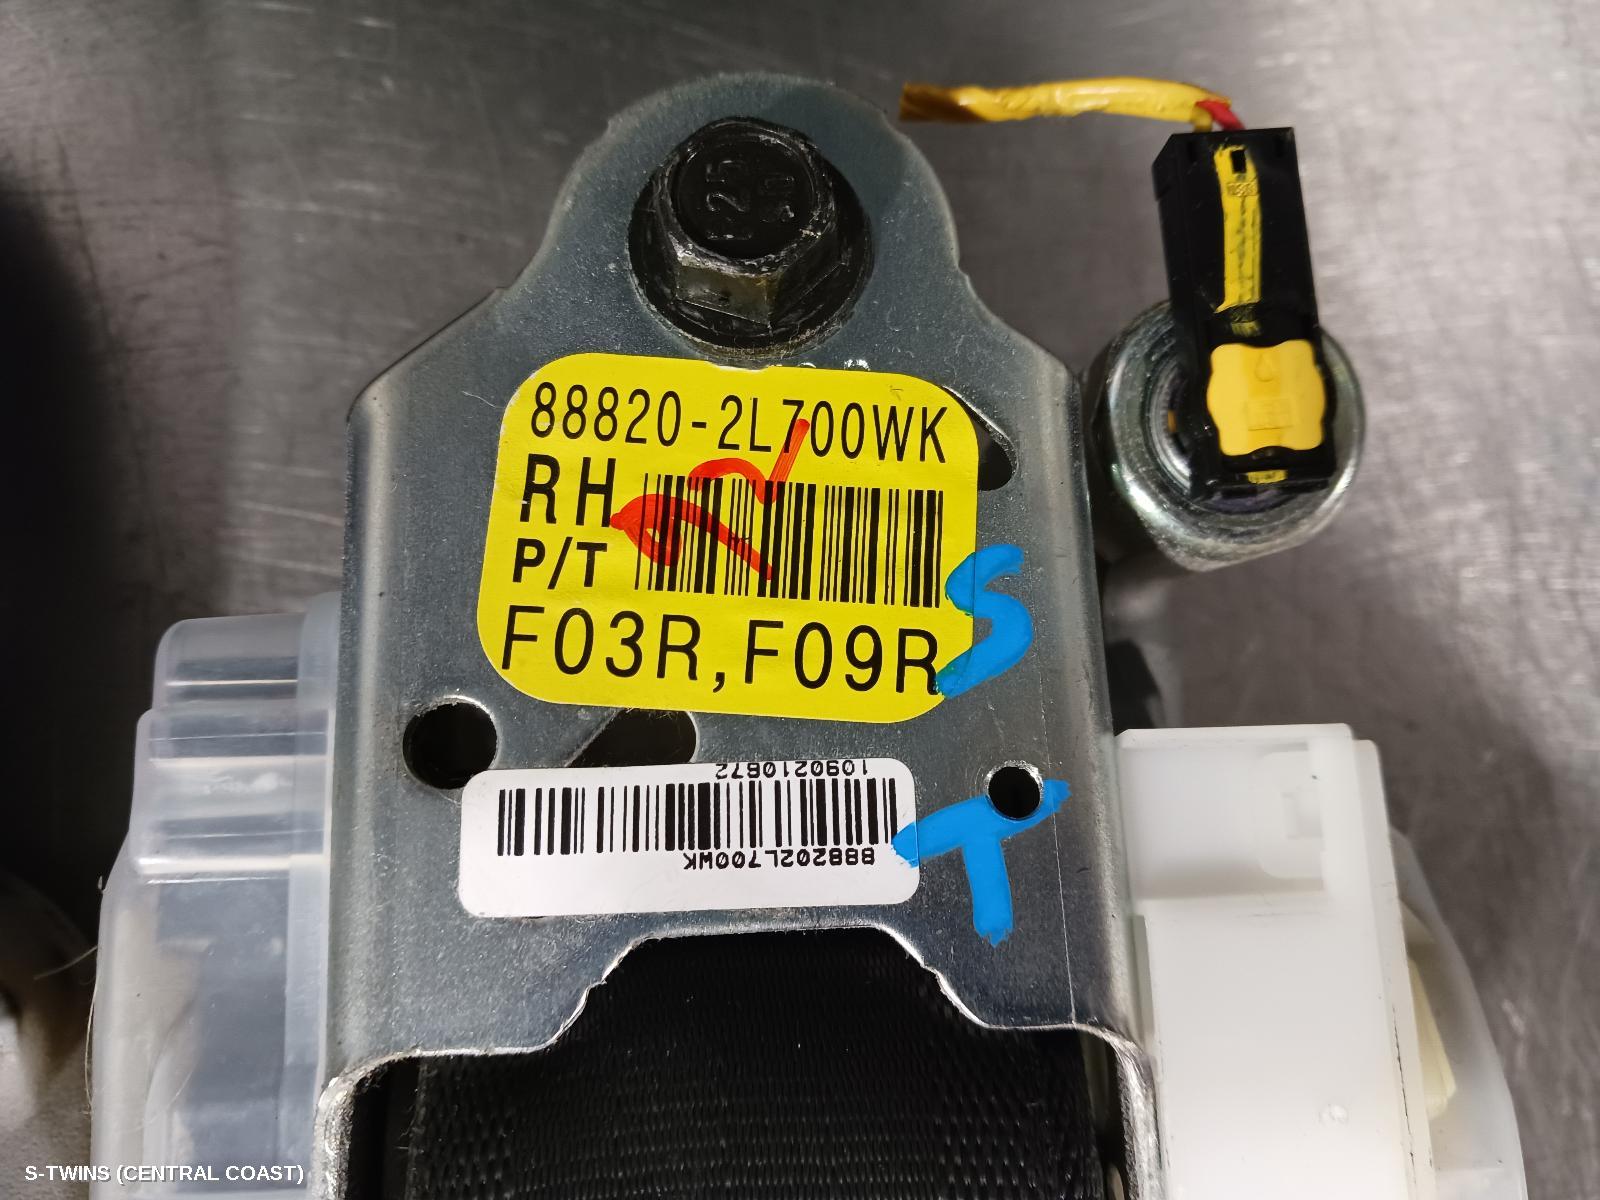 88820-2L700WK
RH
P/T
F03R, F09R
S
T
1090210872
888202L700WK
S-TWINS (CENTRAL COAST)